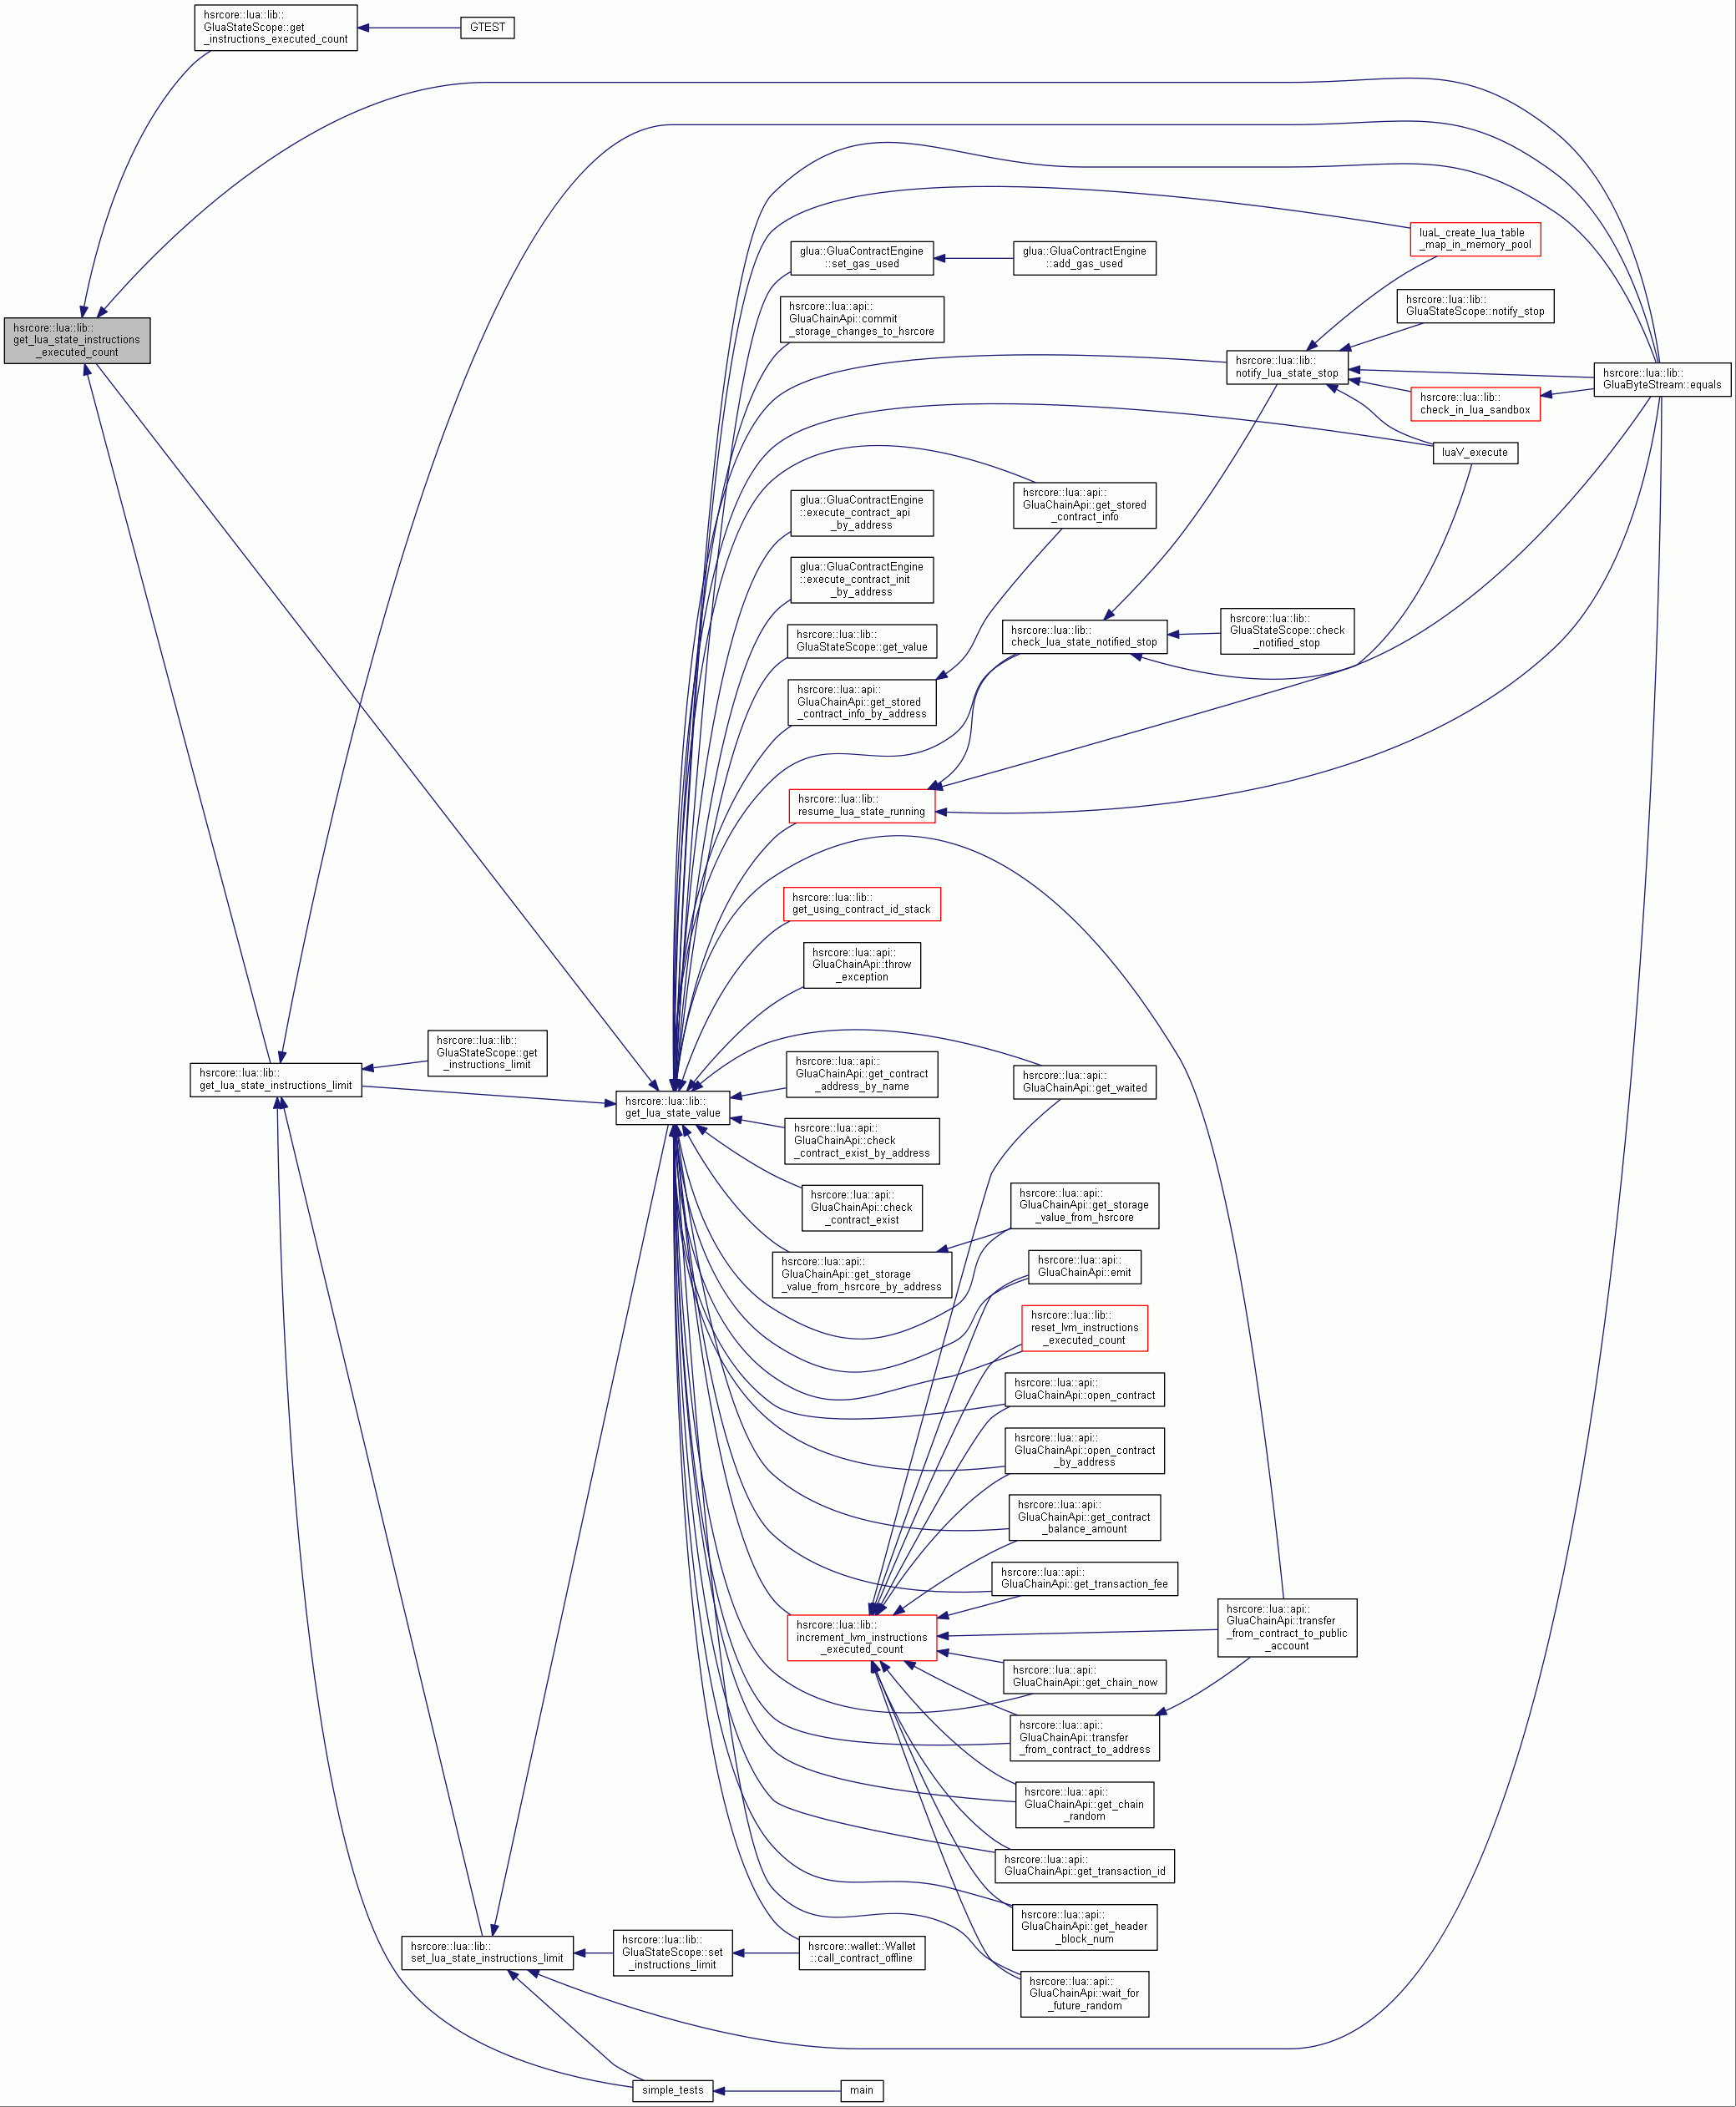 hsrcore::lua::lib::
GluaStateScope::get
_instructions_executed_count
GTEST
hsrcore::lua::lib::
get_lua_state_instructions
_executed_count
luaL_create_lua_table
_map_in_memory_pool
glua::GluaContractEngine
::set_gas_used
glua::GluaContractEngine
::add_gas_used
hsrcore::lua::api::
GluaChainApi::commit
_storage_changes_to_hsrcore
hsrcore::lua::lib::
GluaStateScope::notify_stop
hsrcore::lua::lib::
notify_lua_state_stop
hsrcore::lua::lib::
GluaByteStream::equals
hsrcore::lua::lib::
check_in_lua_sandbox
luaV_execute
hsrcore::lua::api::
GluaChainApi::get_stored
_contract_info
glua::GluaContractEngine
::execute_contract_api
_by_address
glua::GluaContractEngine
::execute_contract_init
_by_address
hsrcore::lua::lib::
GluaStateScope::get_value
hsrcore::lua::lib::
check_lua_state_notified_stop
hsrcore::lua::lib::
GluaStateScope::check
_notified_stop
hsrcore::lua::api::
GluaChainApi::get_stored
_contract_info_by_address
hsrcore::lua::lib::
resume_lua_state_running
hsrcore::lua::lib::
get_using_contract_id_stack
hsrcore::lua::api::
GluaChainApi::throw
_exception
hsrcore::lua::lib::
GluaStateScope::get
_instructions_limit
hsrcore::lua::lib::
get_lua_state_instructions_limit
hsrcore::lua::lib::
get_lua_state_value
hsrcore::lua::api::
GluaChainApi::get_contract
_address_by_name
hsrcore::lua::api::
GluaChainApi::get_waited
hsrcore::lua::api::
GluaChainApi::check
_contract_exist_by_address
hsrcore::lua::api::
GluaChainApi::check
_contract_exist
hsrcore::lua::api::
GluaChainApi::get_storage
_value_from_hsrcore
hsrcore::lua::api::
GluaChainApi::get_storage
_value_from_hsrcore_by_address
hsrcore::lua::api::
GluaChainApi::emit
hsrcore::lua::lib::
reset_lvm_instructions
_executed_count
hsrcore::lua::api::
GluaChainApi::open_contract
hsrcore::lua::api::
GluaChainApi::open_contract
_by_address
hsrcore::lua::api::
GluaChainApi::get_contract
_balance_amount
hsrcore::lua::api::
GluaChainApi::get_transaction_fee
hsrcore::lua::lib::
increment_lvm_instructions
_executed_count
hsrcore::lua::api::
GluaChainApi::transfer
_from_contract_to_public
_account
hsrcore::lua::api::
GluaChainApi::get_chain_now
hsrcore::lua::api::
GluaChainApi::transfer
_from_contract_to_address
hsrcore::lua::api::
GluaChainApi::get_chain
_random
hsrcore::lua::api::
GluaChainApi::get_transaction_id
hsrcore::lua::api::
GluaChainApi::get_header
_block_num
hsrcore::lua::lib::
set_lua_state_instructions_limit
hsrcore::lua::lib::
GluaStateScope::set
_instructions_limit
hsrcore::wallet::Wallet
::call_contract_offline
hsrcore::lua::api::
GluaChainApi::wait_for
_future_random
simple_tests
main